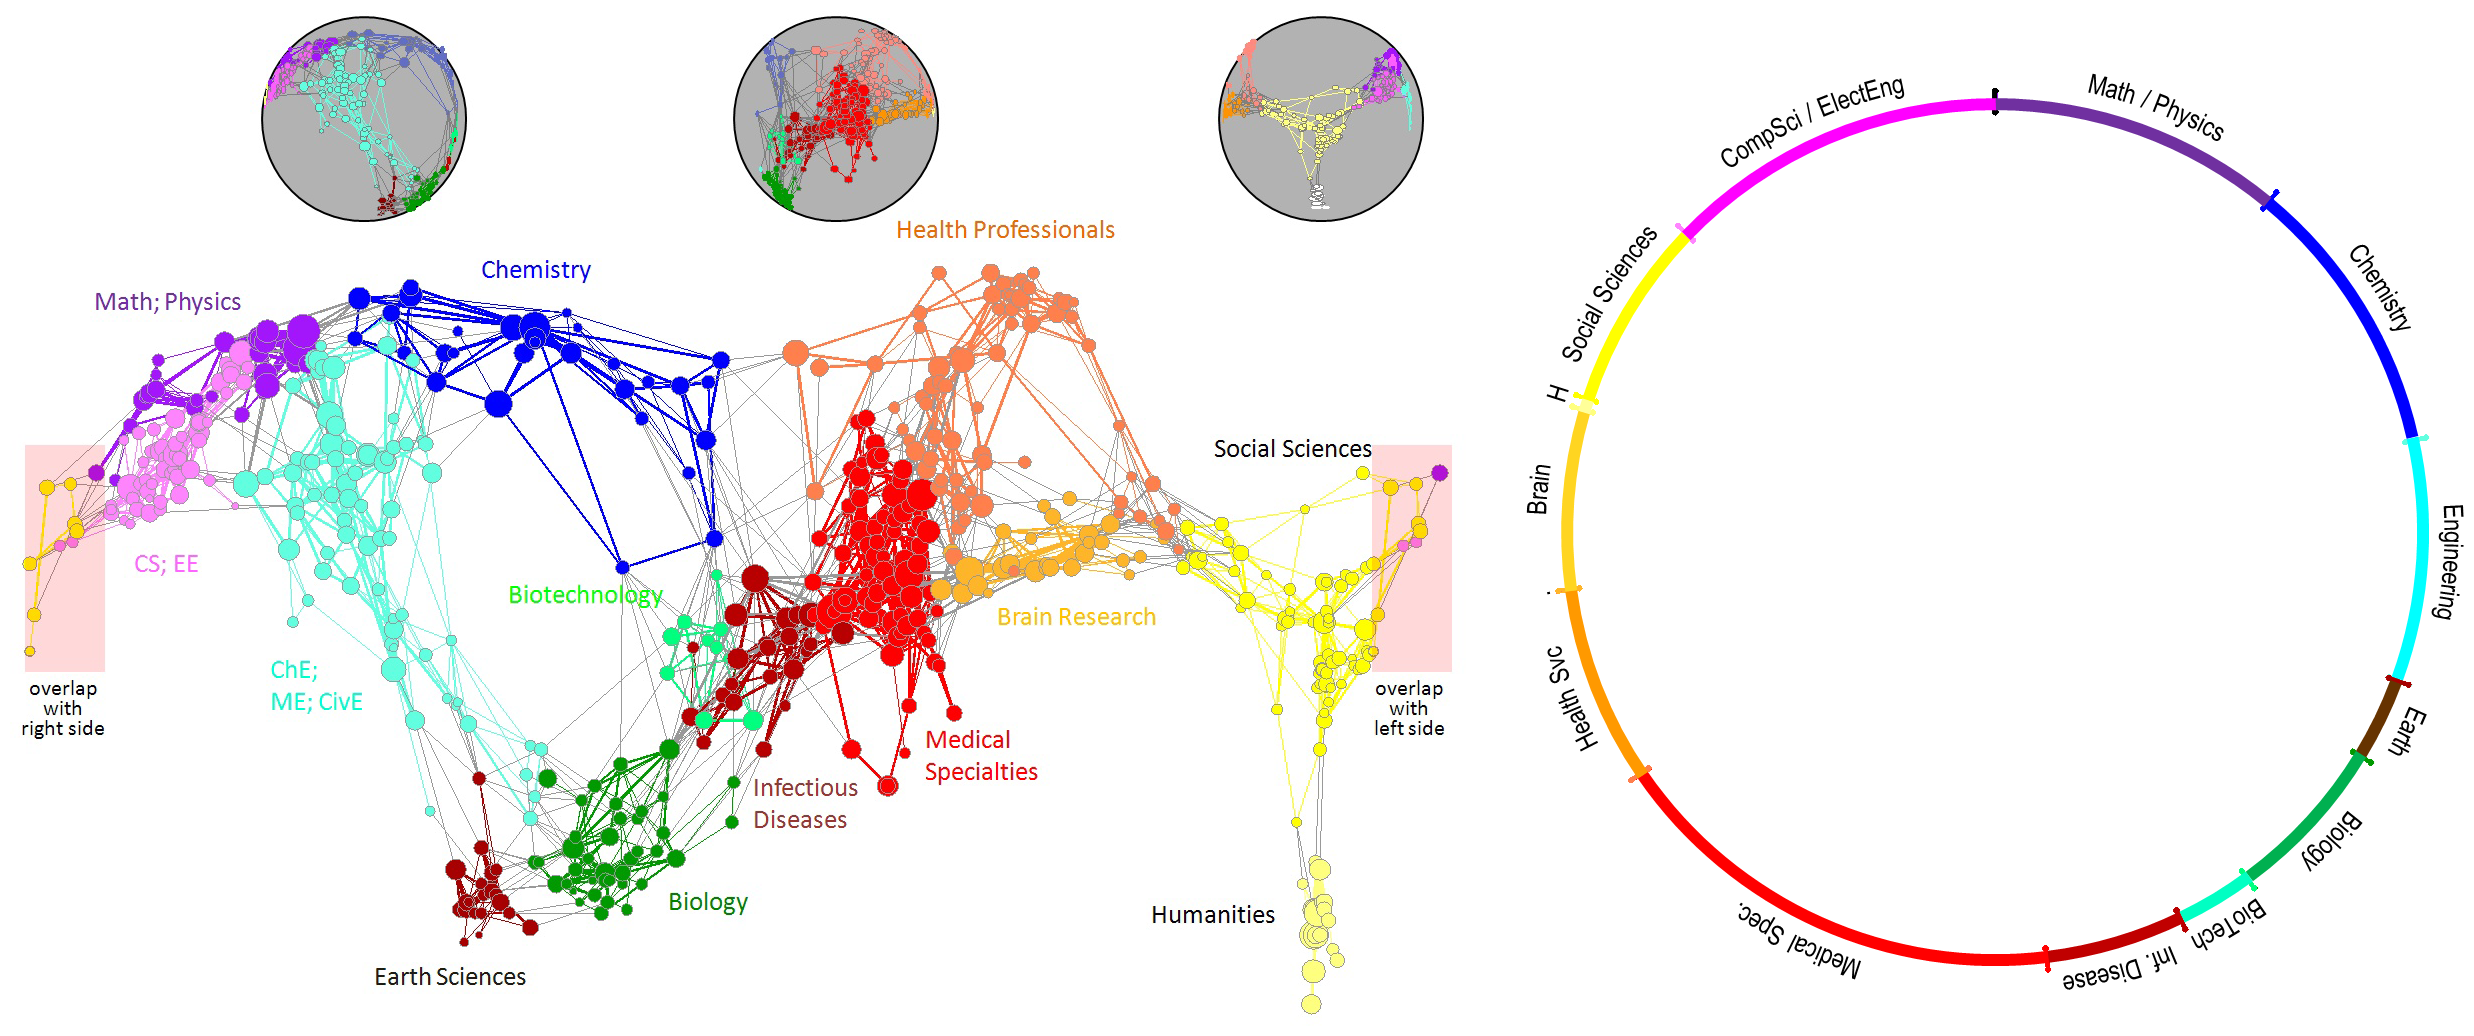 Health Professionals
Chemistry
Math; Physics
Social Sciences
CS; EE
Biotechnology
Brain Research
ChE;
ME; CivE
overlap
with
right side
overlap
with
left side
Medical
Specialties
Infectious
Diseases
Biology
Humanities
Earth Sciences
Math / Physics
Chemistry
Engineering
Earth
Biology
BioTech
Inf. Disease
Medical Spec.
Health Svc
.
Brain
H
Social Sciences
CompSci / ElectEng